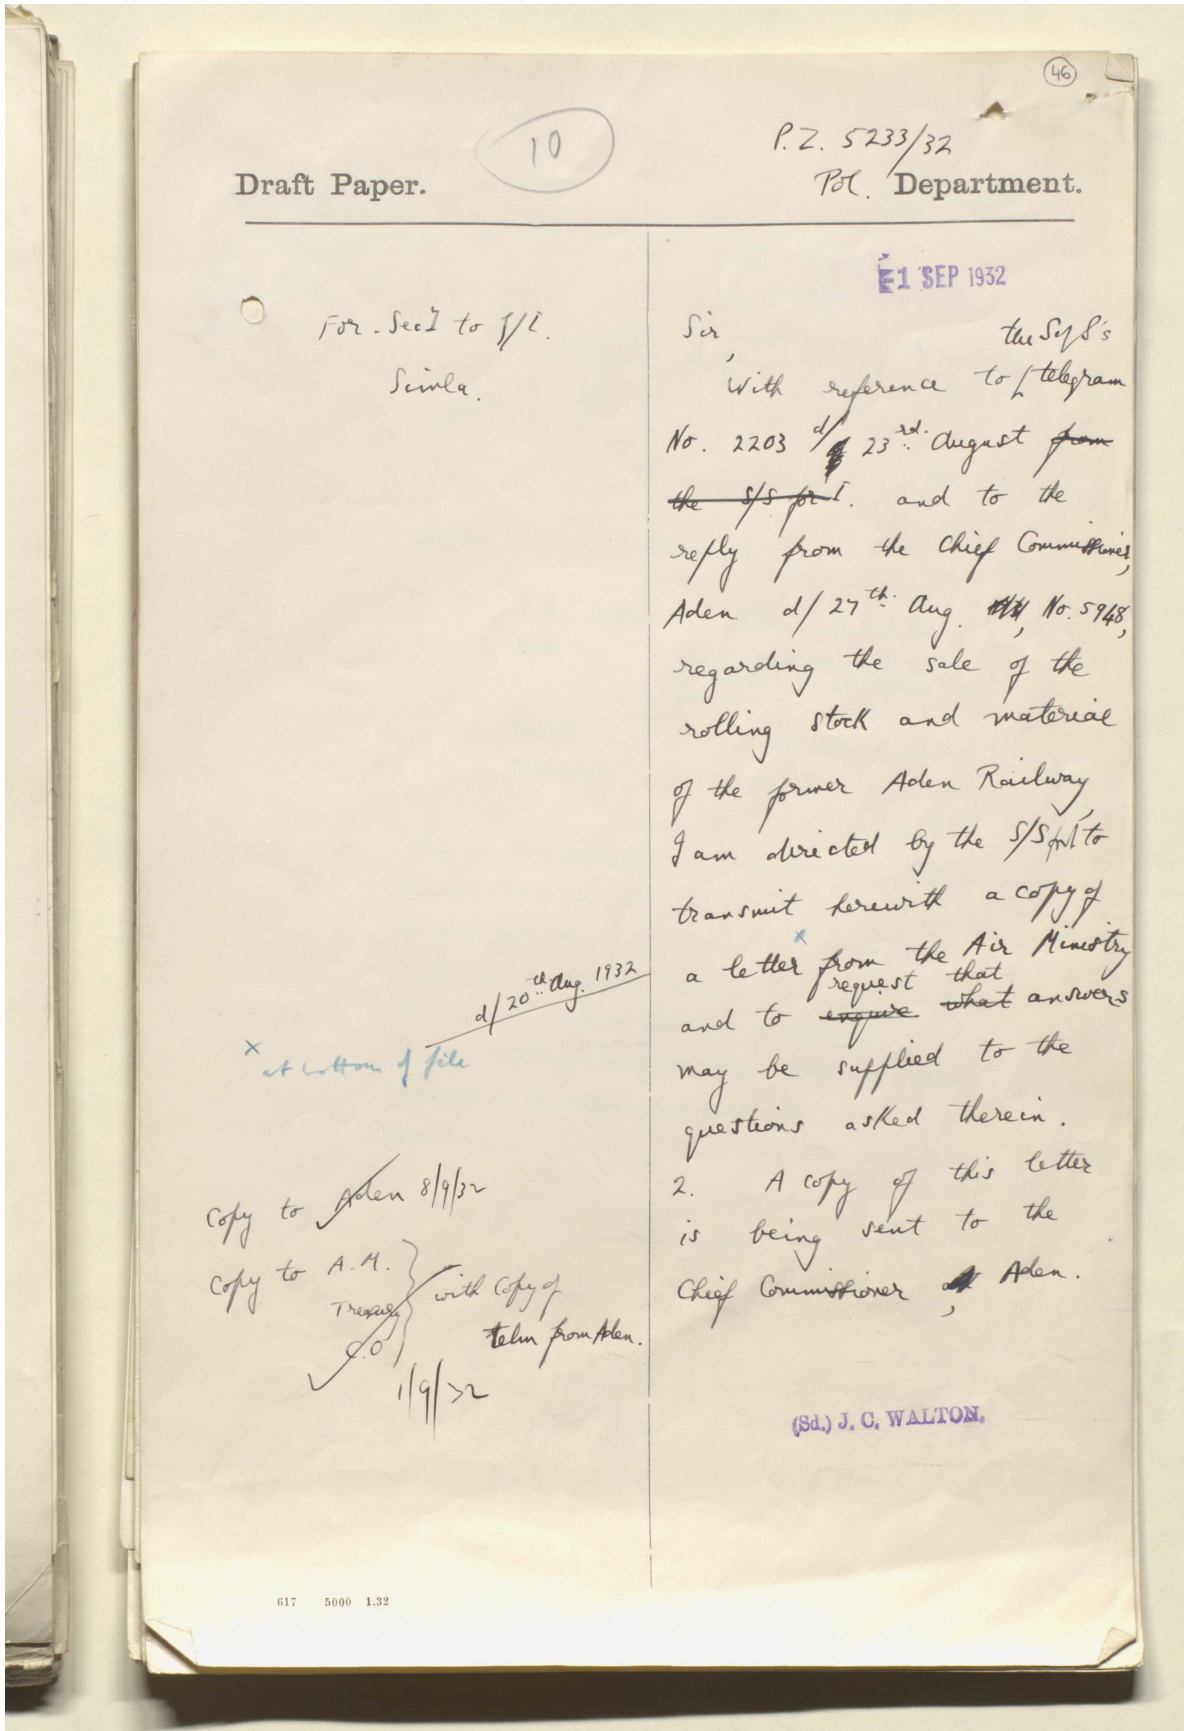 46
10
P.Z. 5233/32
Draft Paper.
Pol. Department.
1 SEP 1932
For. Secy to G/I.
Simla.
Sir,
the S of S's
With reference to [telegram
No. 2203 d/ 23rd. August from
the S/S for I. and to the
reply from the Chief Commissioner,
Aden d/ 27th. Aug. , No. 5948,
regarding the sale of the
rolling stock and material
of the former Aden Railway,
I am directed by the S/S for I to
transmit herewith a copy of
x
a letter from the Air Ministry
request that
and to enquire what answers
may be supplied to the
questions asked therein.
2. A copy of this letter
is being sent to the
Chief Commissioner, Aden.
d/20th Aug. 1932
x at bottom of file
Copy to Aden 8/9/32
Copy to A.M.
Treasury
C.O
with copy of
telm from Aden.
1/9/32
(Sd.) J. C. WALTON.
617 5000 1.32